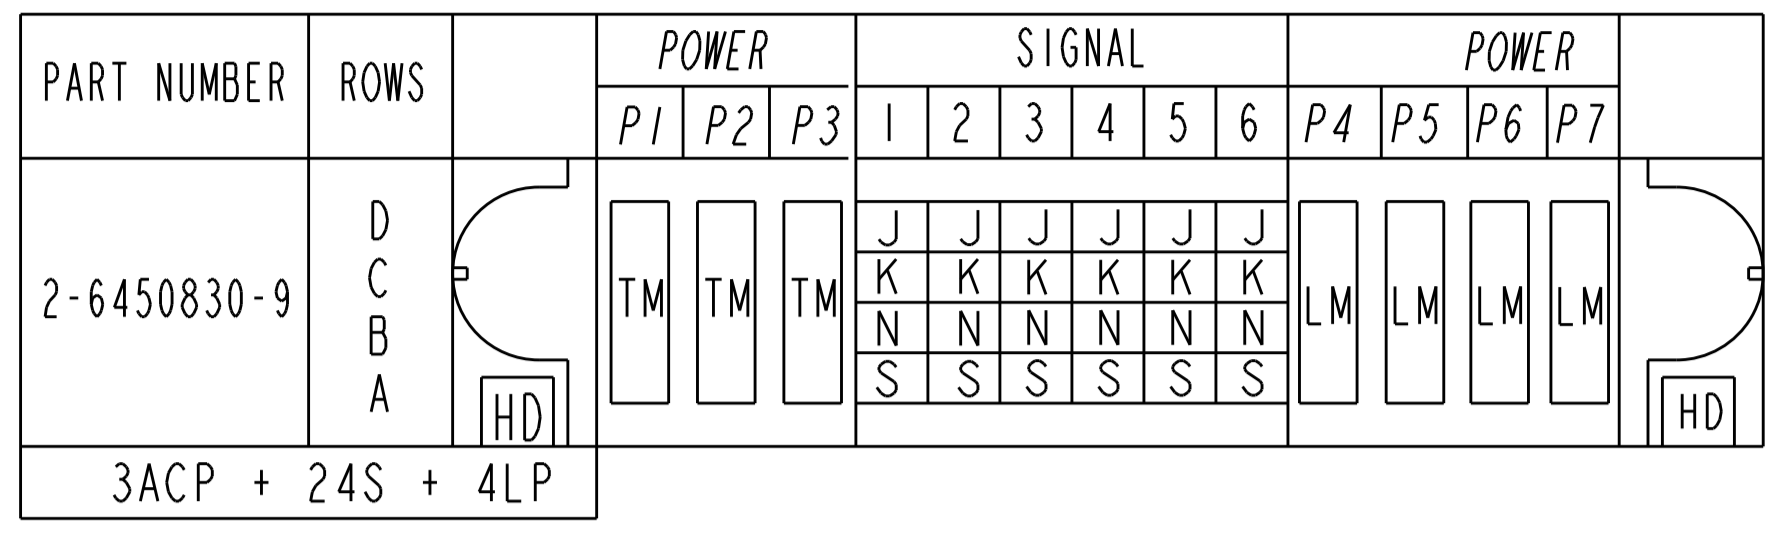 PART NUMBER ROWS POWER SIGNAL POWER
P1 P2 P3 1 2 3 4 5 6 P4 P5 P6 P7
D J J J J J J
C K K K K K K
2-6450830-9 TM TM TM LM LM LM LM
B N N N N N N
A S S S S S S
HD HD
3ACP + 24S + 4LP